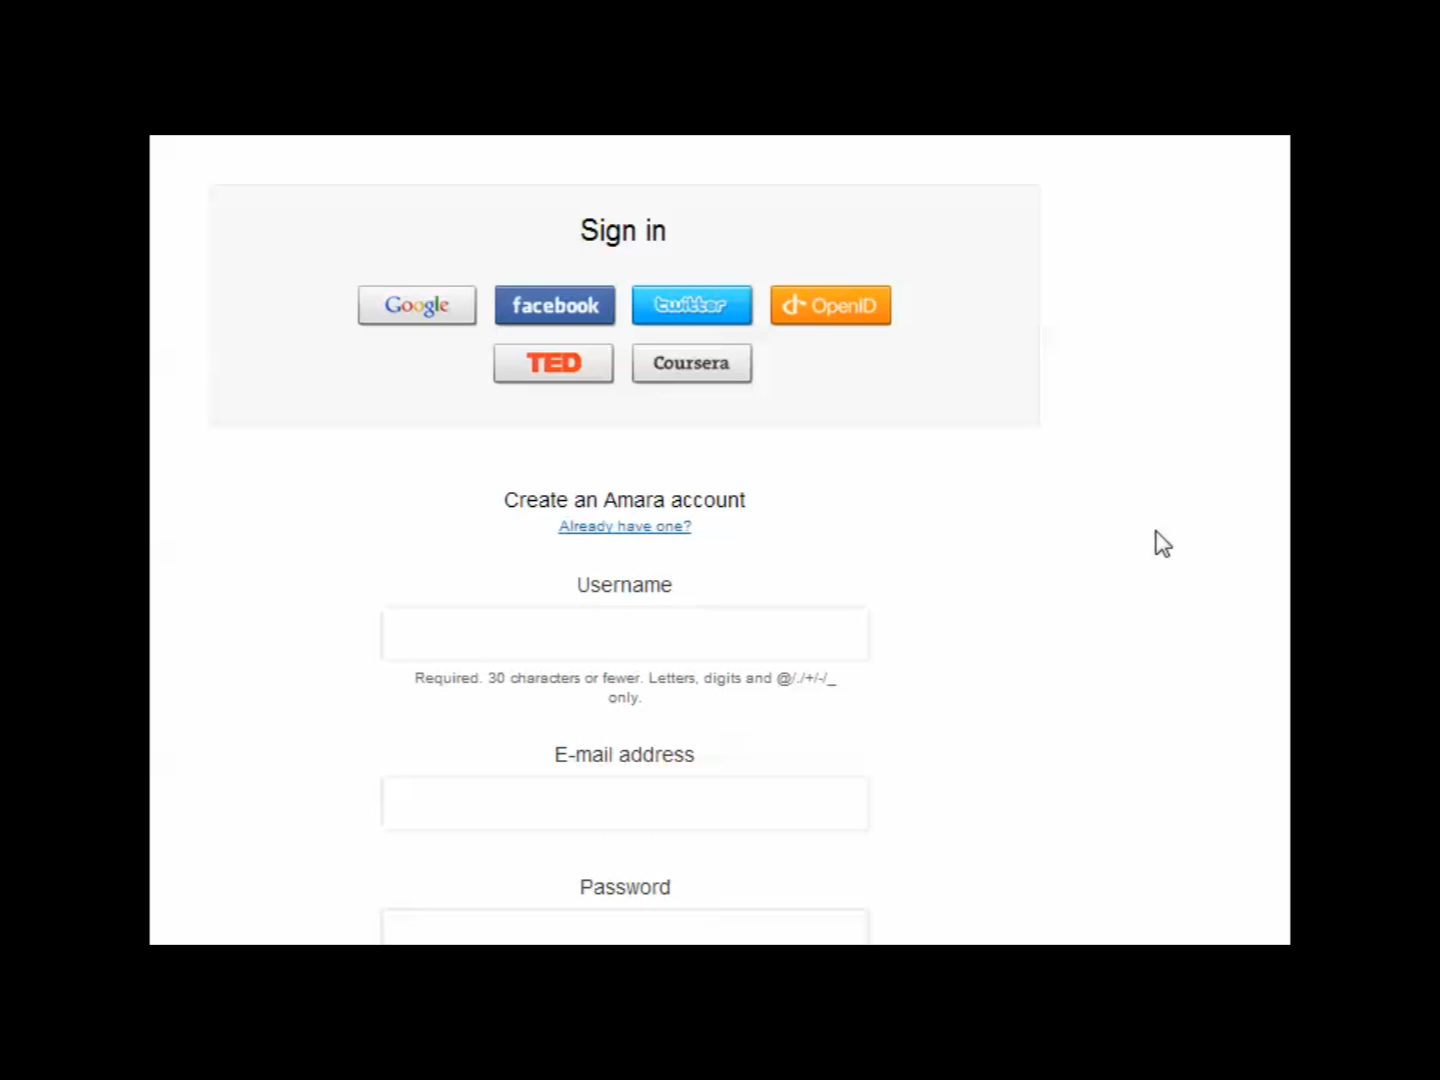 Sign in
Google facebook twitter OpenID
TED Coursera
Create an Amara account
Already have one?
Username
Required. 30 characters or fewer. Letters, digits and @/./+/-/_
only.
E-mail address
Password